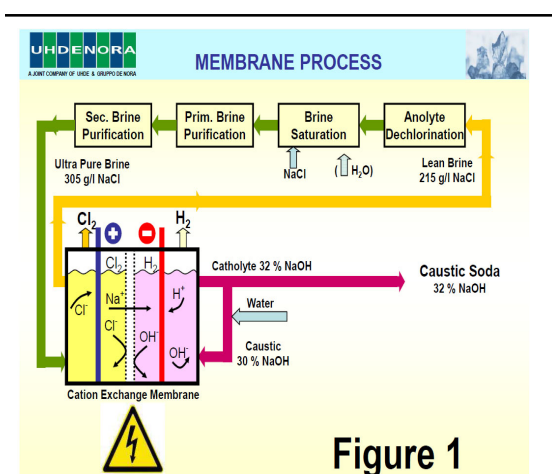 UHDENORA
A JOINT COMPANY OF UHDE & GRUPPO DE NORA
MEMBRANE PROCESS
Sec. Brine
Purification
Prim. Brine
Purification
Brine
Saturation
Anolyte
Dechlorination
Ultra Pure Brine
305 g/l NaCl
NaCl
( H₂O)
Lean Brine
215 g/l NaCl
Cl₂
+
−
H₂
Cl₂
H₂
Catholyte 32 % NaOH
Caustic Soda
32 % NaOH
Na⁺
H⁺
Cl⁻
Water
Cl⁻
OH⁻
OH⁻
Caustic
30 % NaOH
Cation Exchange Membrane
Figure 1